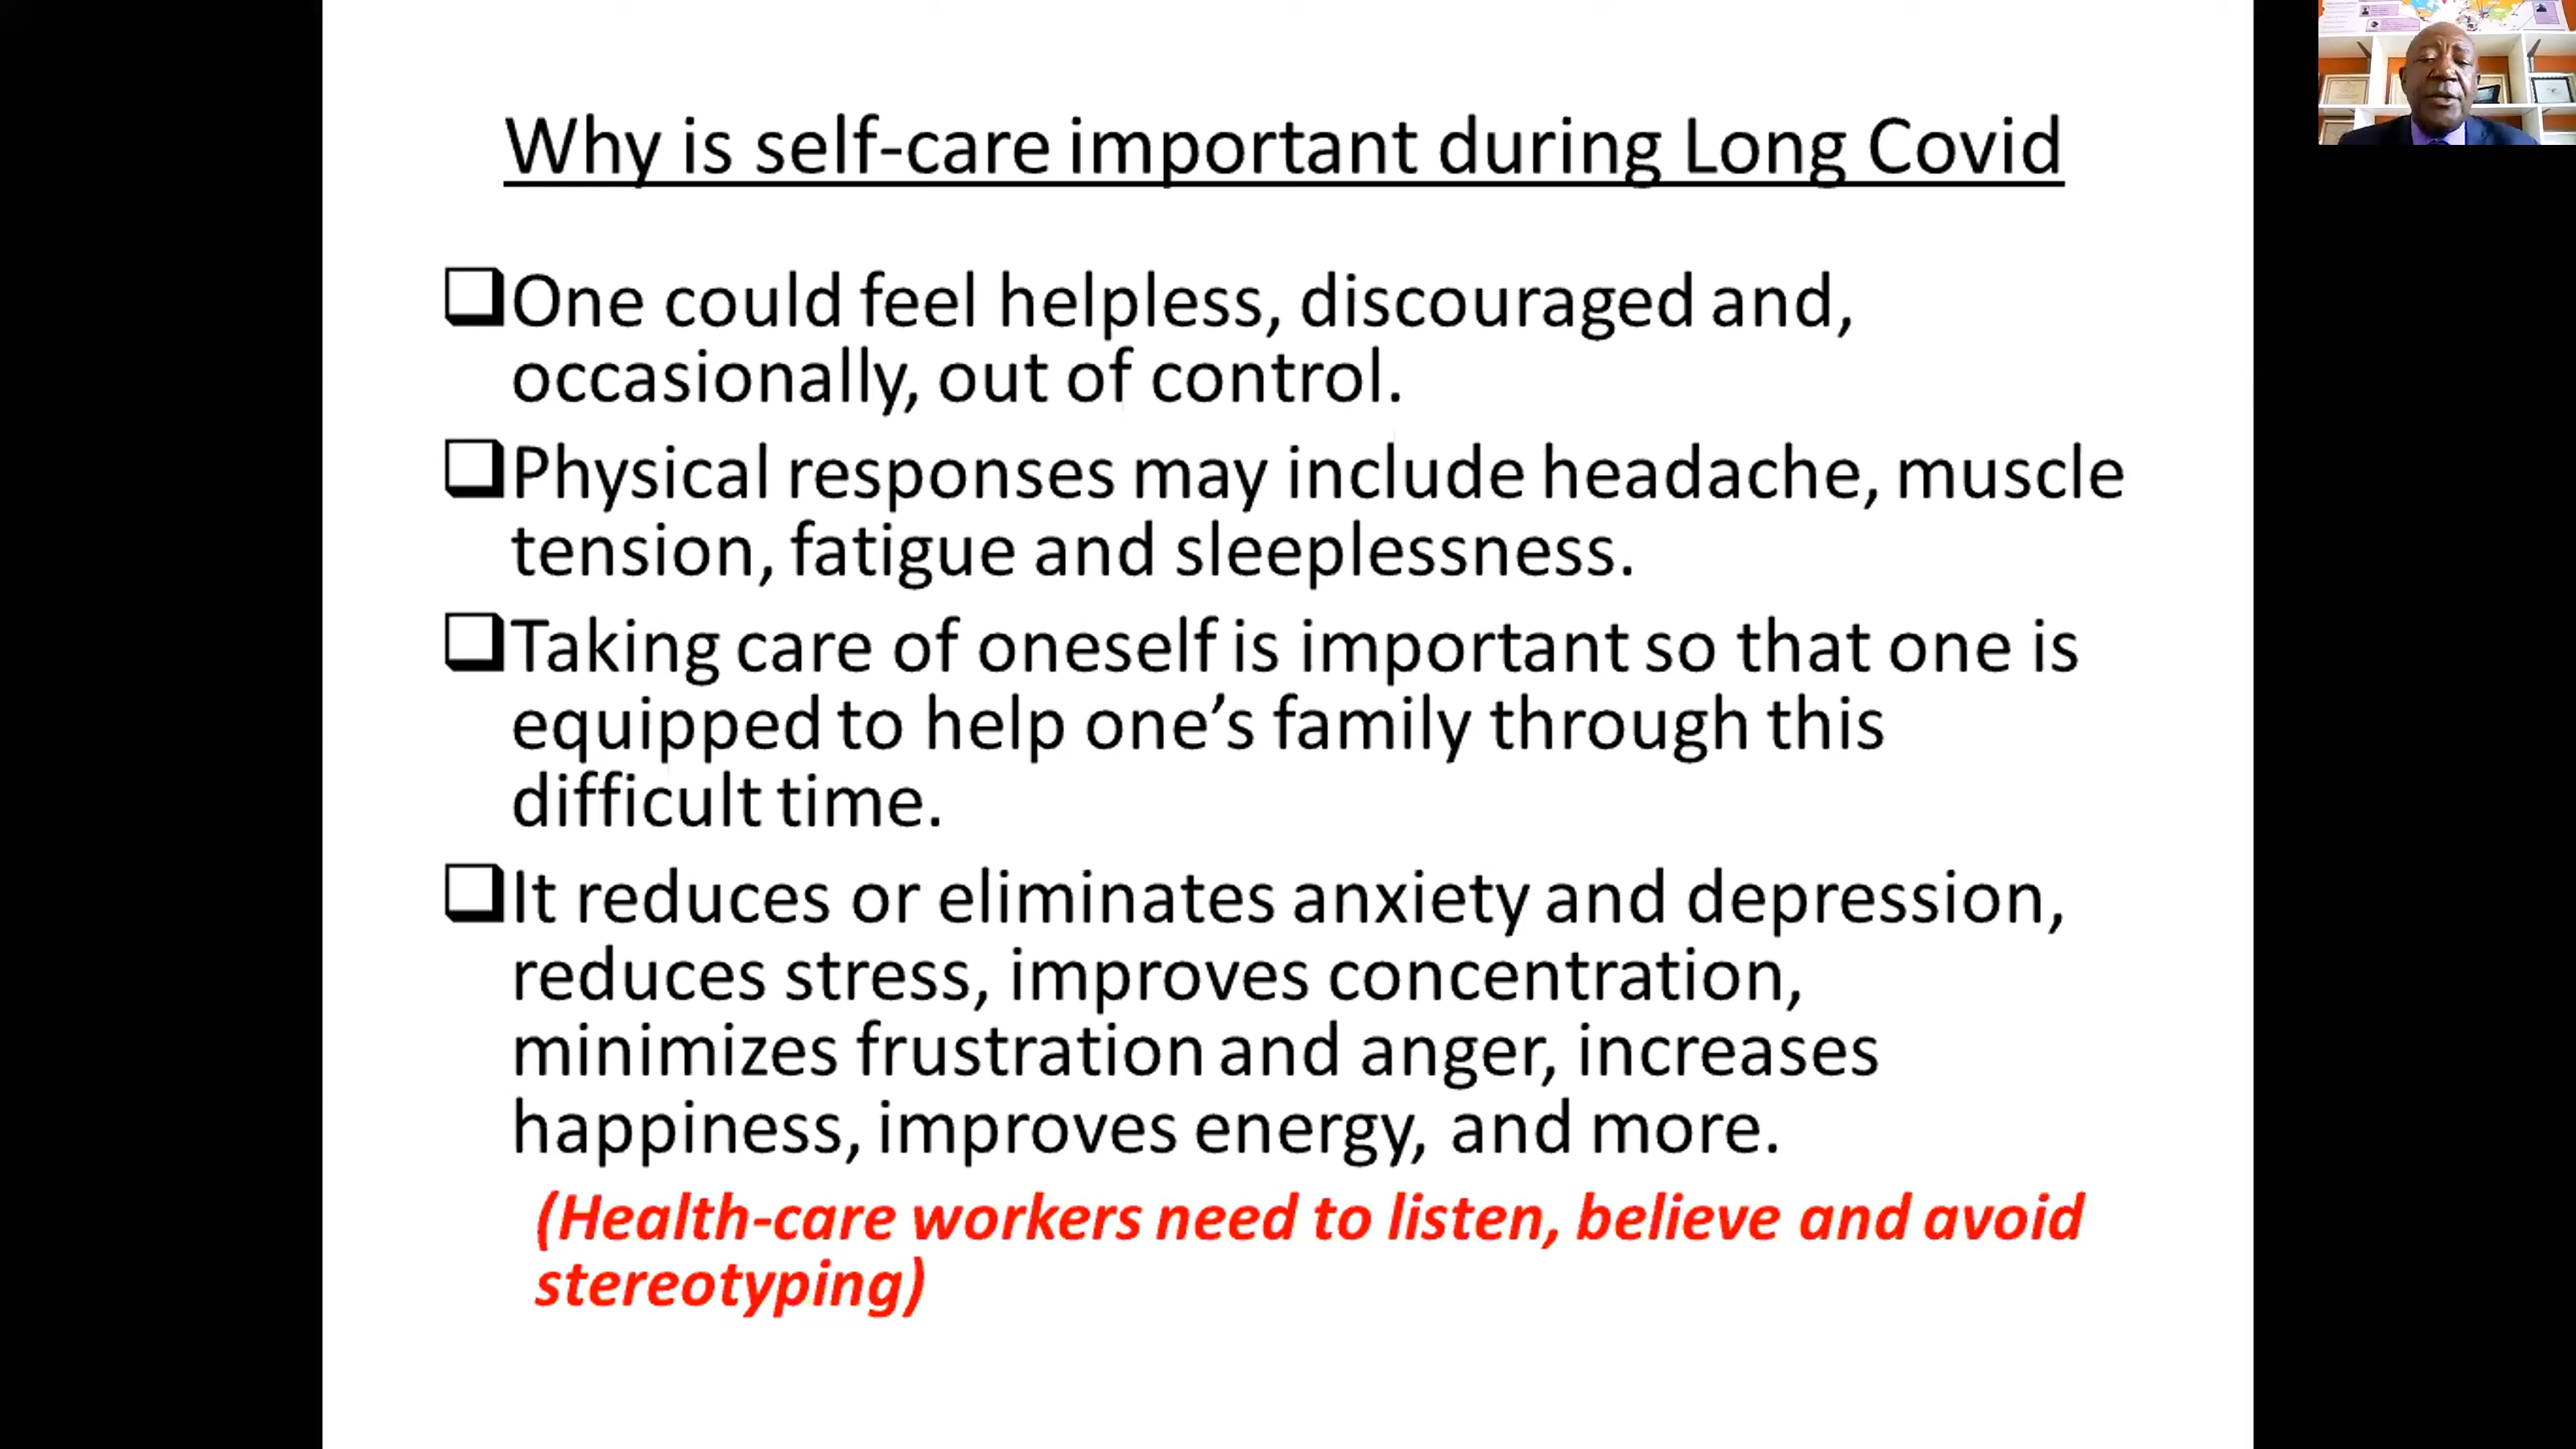 Why is self-care important during Long Covid
One could feel helpless, discouraged and,
occasionally, out of control.
Physical responses may include headache, muscle
tension, fatigue and sleeplessness.
Taking care of oneself is important so that one is
equipped to help one’s family through this
difficult time.
It reduces or eliminates anxiety and depression,
reduces stress, improves concentration,
minimizes frustration and anger, increases
happiness, improves energy, and more.
(Health-care workers need to listen, believe and avoid
stereotyping)